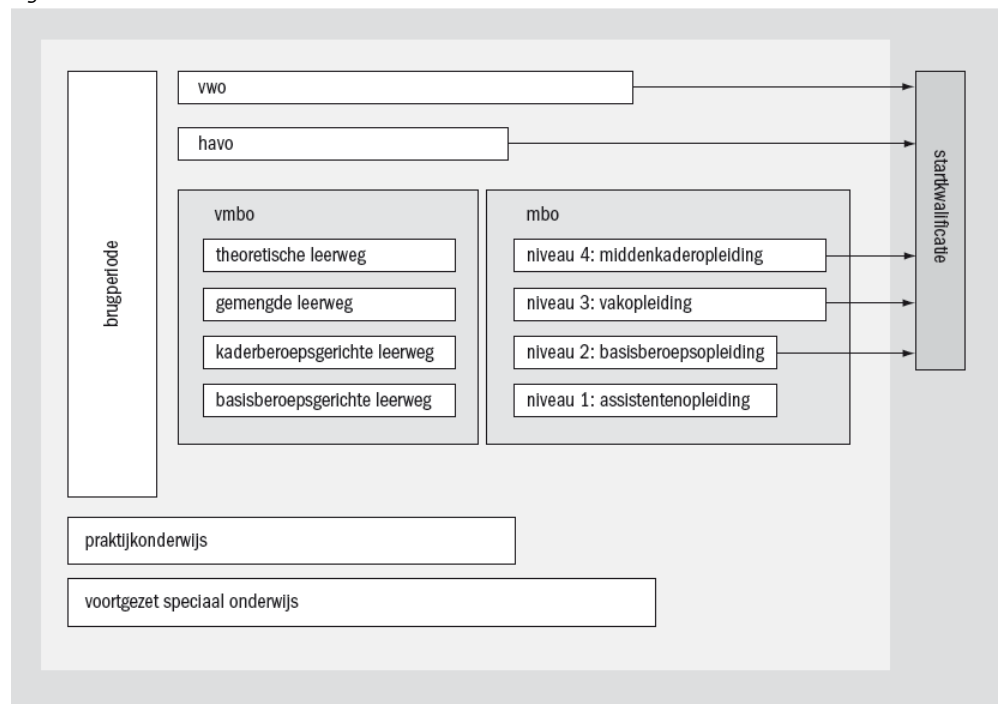 vwo
havo
brugperiode
vmbo
theoretische leerweg
gemengde leerweg
kaderberoepsgerichte leerweg
basisberoepsgerichte leerweg
mbo
niveau 4: middenkaderopleiding
niveau 3: vakopleiding
niveau 2: basisberoepsopleiding
niveau 1: assistentenopleiding
startkwalificatie
praktijkonderwijs
voortgezet speciaal onderwijs